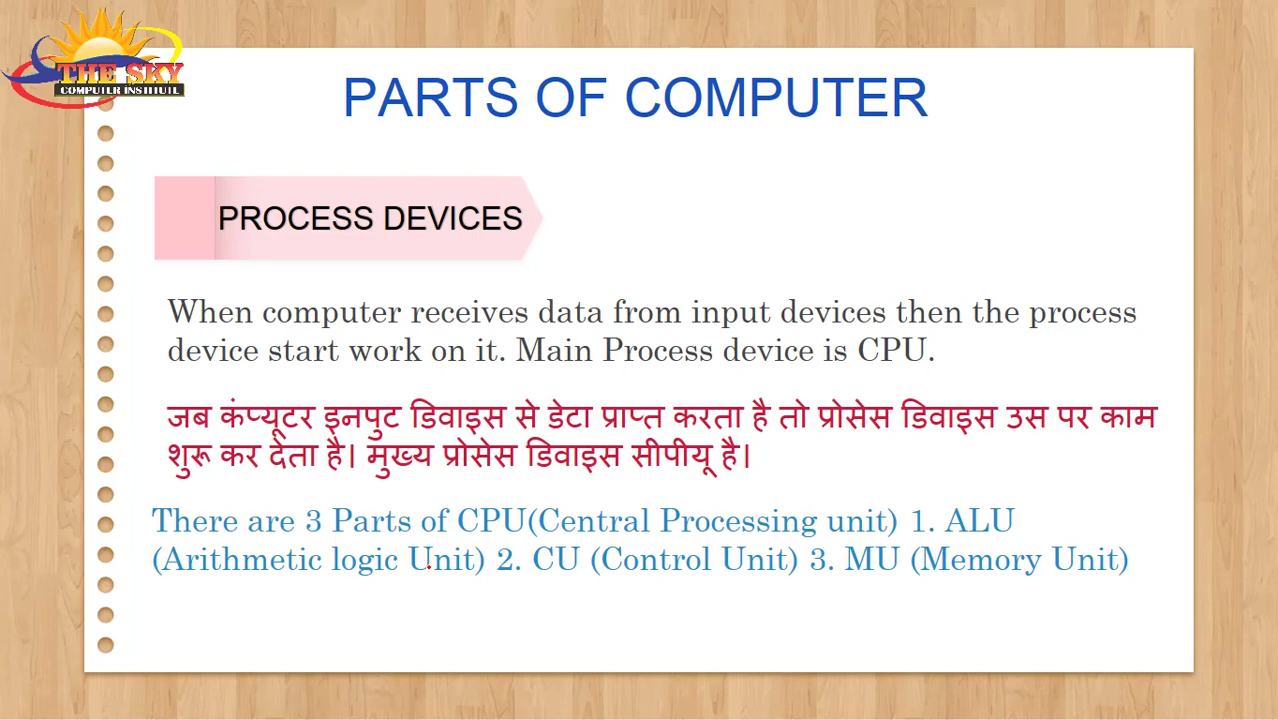 THE SKY
COMPUTER INSTITUTE
PARTS OF COMPUTER
PROCESS DEVICES
When computer receives data from input devices then the process
device start work on it. Main Process device is CPU.
जब कंप्यूटर इनपुट डिवाइस से डेटा प्राप्त करता है तो प्रोसेस डिवाइस उस पर काम
शुरू कर देता है। मुख्य प्रोसेस डिवाइस सीपीयू है।
There are 3 Parts of CPU(Central Processing unit) 1. ALU
(Arithmetic logic Unit) 2. CU (Control Unit) 3. MU (Memory Unit)